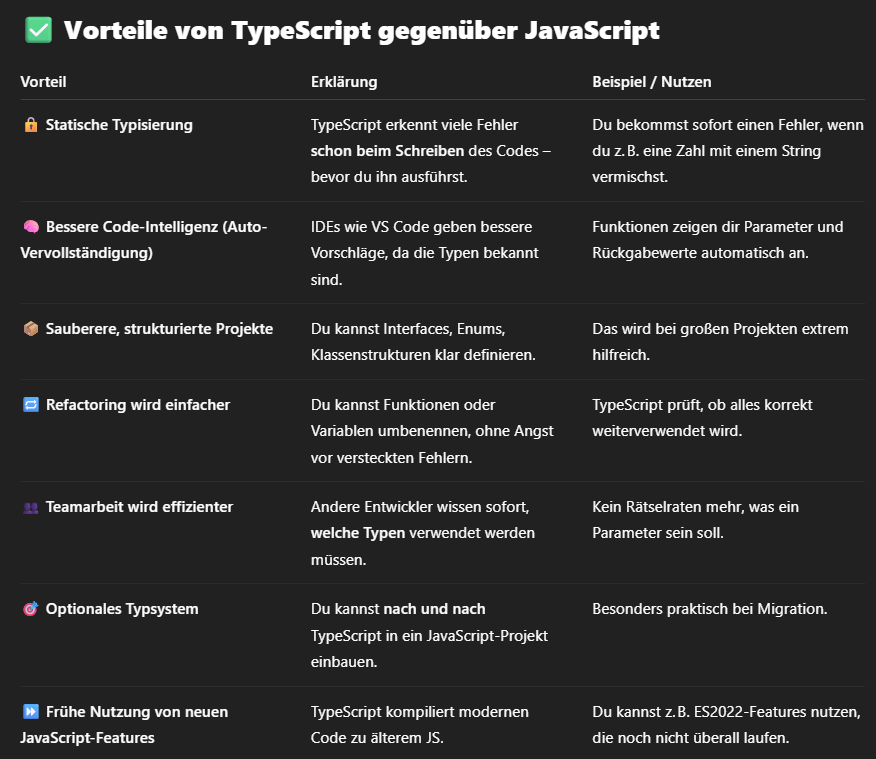 ✅ Vorteile von TypeScript gegenüber JavaScript
Vorteil Erklärung Beispiel / Nutzen
🔒 Statische Typisierung
TypeScript erkennt viele Fehler
schon beim Schreiben des Codes –
bevor du ihn ausführst.
Du bekommst sofort einen Fehler, wenn
du z. B. eine Zahl mit einem String
vermischst.
🧠 Bessere Code-Intelligenz (Auto-
Vervollständigung)
IDEs wie VS Code geben bessere
Vorschläge, da die Typen bekannt
sind.
Funktionen zeigen dir Parameter und
Rückgabewerte automatisch an.
📦 Sauberere, strukturierte Projekte
Du kannst Interfaces, Enums,
Klassenstrukturen klar definieren.
Das wird bei großen Projekten extrem
hilfreich.
🔁 Refactoring wird einfacher
Du kannst Funktionen oder
Variablen umbenennen, ohne Angst
vor versteckten Fehlern.
TypeScript prüft, ob alles korrekt
weiterverwendet wird.
👥 Teamarbeit wird effizienter
Andere Entwickler wissen sofort,
welche Typen verwendet werden
müssen.
Kein Rätselraten mehr, was ein
Parameter sein soll.
🎯 Optionales Typsystem
Du kannst nach und nach
TypeScript in ein JavaScript-Projekt
einbauen.
Besonders praktisch bei Migration.
⏩ Frühe Nutzung von neuen
JavaScript-Features
TypeScript kompiliert modernen
Code zu älterem JS.
Du kannst z. B. ES2022-Features nutzen,
die noch nicht überall laufen.